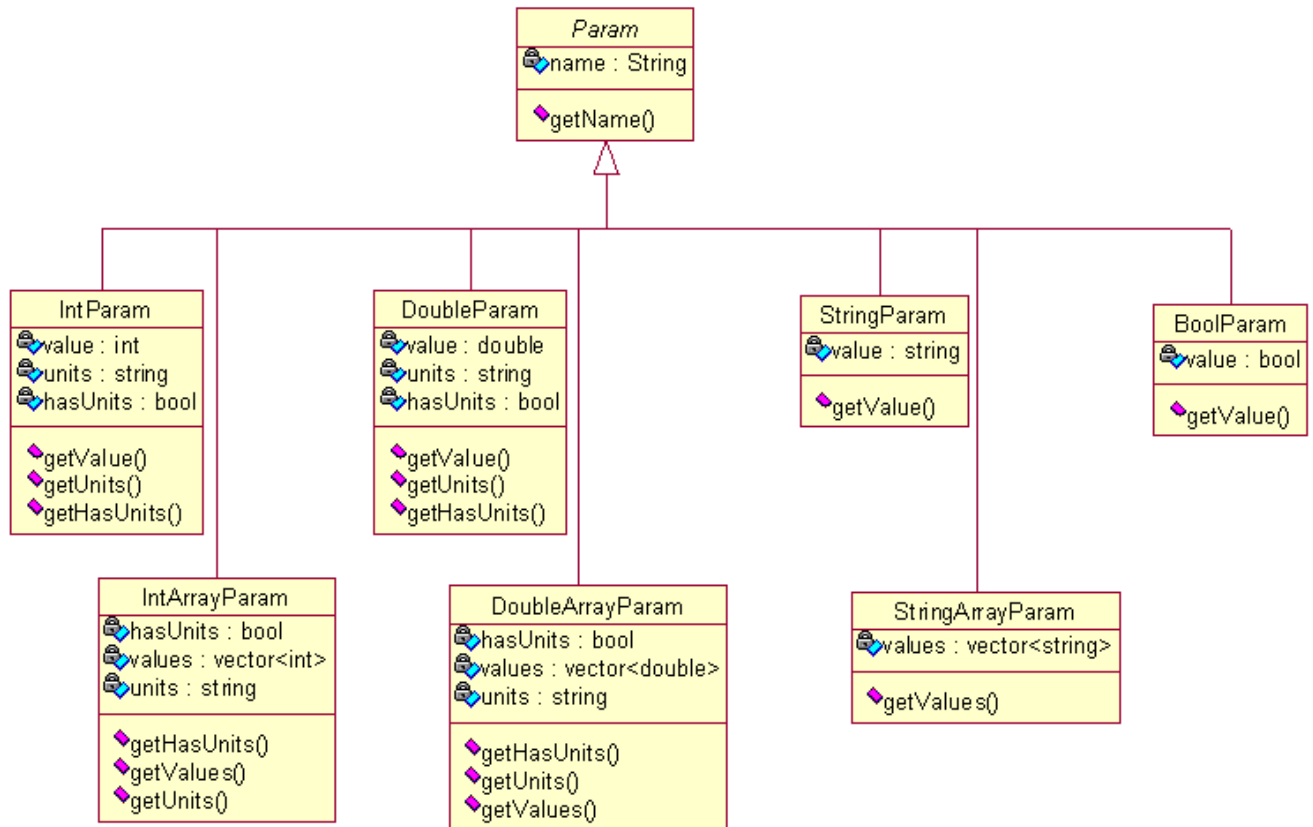 Param
name : String
getName()
IntParam
value : int
units : string
hasUnits : bool
getValue()
getUnits()
getHasUnits()
DoubleParam
value : double
units : string
hasUnits : bool
getValue()
getUnits()
getHasUnits()
StringParam
value : string
getValue()
BoolParam
value : bool
getValue()
IntArrayParam
hasUnits : bool
values : vector<int>
units : string
getHasUnits()
getValues()
getUnits()
DoubleArrayParam
hasUnits : bool
values : vector<double>
units : string
getHasUnits()
getUnits()
getValues()
StringArrayParam
values : vector<string>
getValues()